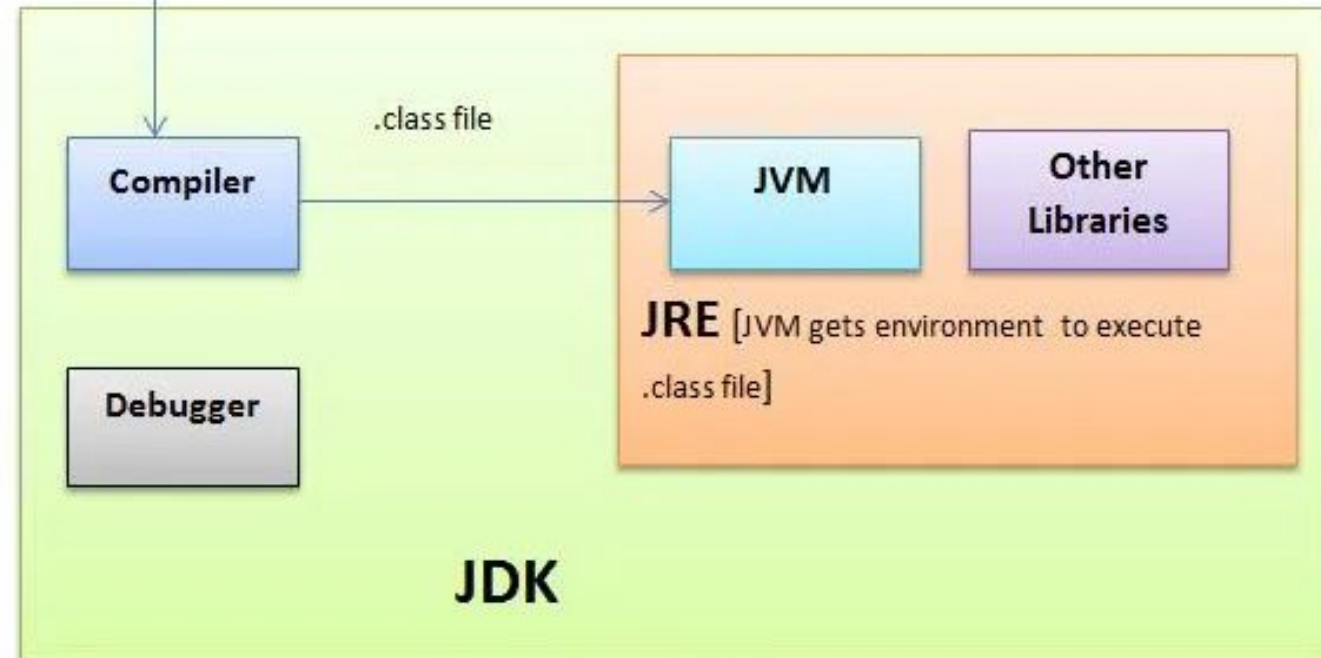 .class file
Compiler
JVM
Other
Libraries
JRE [JVM gets environment to execute
.class file]
Debugger
JDK